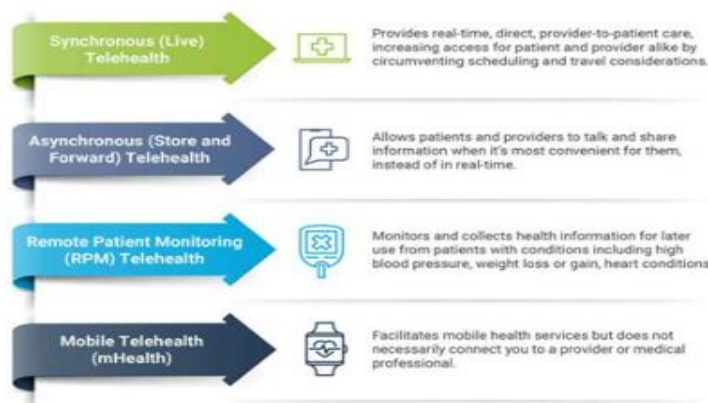 Synchronous (Live)
Telehealth
Provides real-time, direct, provider-to-patient care,
increasing access for patient and provider alike by
circumventing scheduling and travel considerations.
Asynchronous (Store and
Forward) Telehealth
Allows patients and providers to talk and share
information when it's most convenient for them,
instead of in real-time.
Remote Patient Monitoring
(RPM) Telehealth
Monitors and collects health information for later
use from patients with conditions including high
blood pressure, weight loss or gain, heart conditions
Mobile Telehealth
(mHealth)
Facilitates mobile health services but does not
necessarily connect you to a provider or medical
professional.